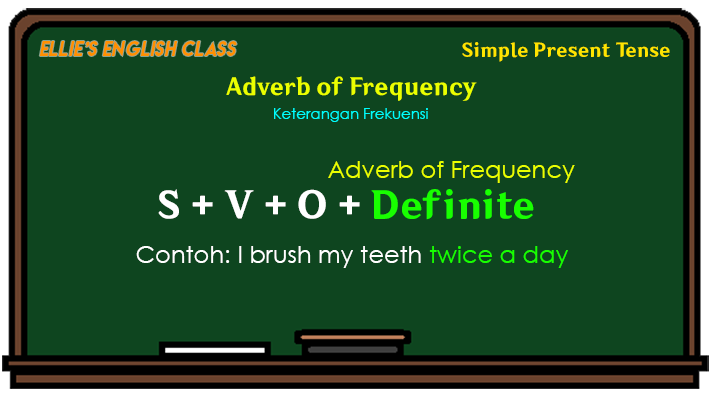 ELLIE'S ENGLISH CLASS
Simple Present Tense
Adverb of Frequency
Keterangan Frekuensi
Adverb of Frequency
S + V + O + Definite
Contoh: I brush my teeth twice a day